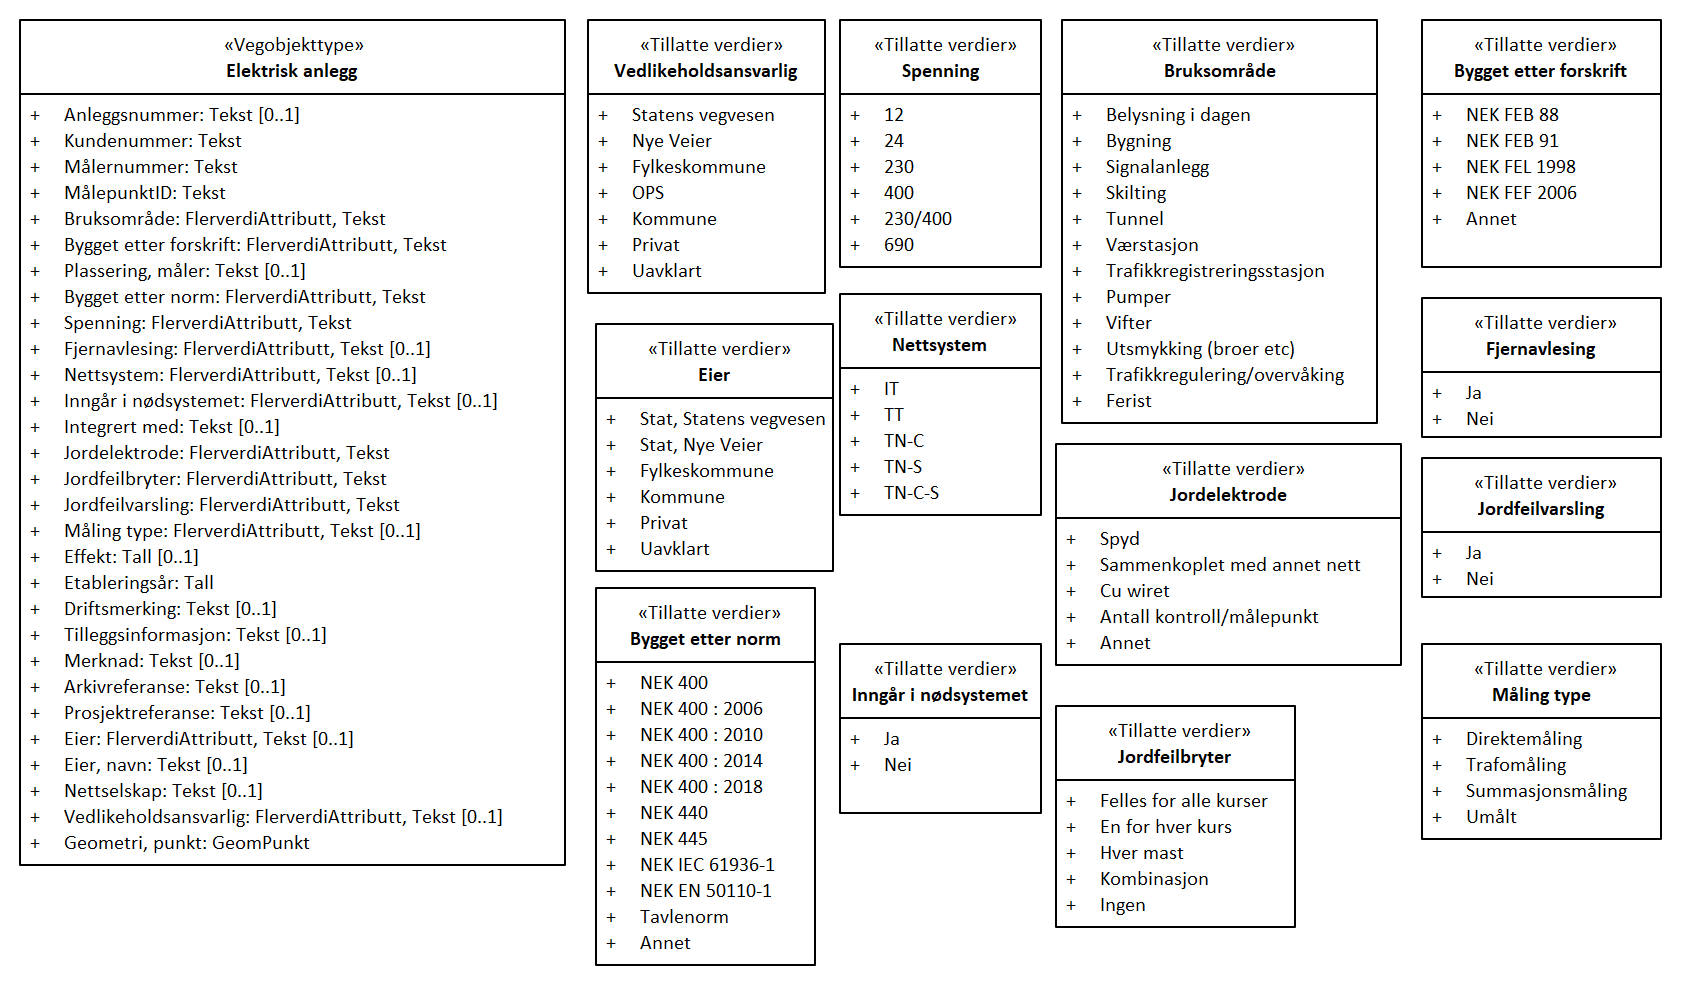 «Vegobjekttype»
Elektrisk anlegg
+ Anleggsnummer: Tekst [0..1]
+ Kundenummer: Tekst
+ Målernummer: Tekst
+ MålepunktID: Tekst
+ Bruksområde: FlerverdiAttributt, Tekst
+ Bygget etter forskrift: FlerverdiAttributt, Tekst
+ Plassering, måler: Tekst [0..1]
+ Bygget etter norm: FlerverdiAttributt, Tekst
+ Spenning: FlerverdiAttributt, Tekst
+ Fjernavlesing: FlerverdiAttributt, Tekst [0..1]
+ Nettsystem: FlerverdiAttributt, Tekst [0..1]
+ Inngår i nødsystemet: FlerverdiAttributt, Tekst [0..1]
+ Integrert med: Tekst [0..1]
+ Jordelektrode: FlerverdiAttributt, Tekst
+ Jordfeilbryter: FlerverdiAttributt, Tekst
+ Jordfeilvarsling: FlerverdiAttributt, Tekst
+ Måling type: FlerverdiAttributt, Tekst [0..1]
+ Effekt: Tall [0..1]
+ Etableringsår: Tall
+ Driftsmerking: Tekst [0..1]
+ Tilleggsinformasjon: Tekst [0..1]
+ Merknad: Tekst [0..1]
+ Arkivreferanse: Tekst [0..1]
+ Prosjektreferanse: Tekst [0..1]
+ Eier: FlerverdiAttributt, Tekst [0..1]
+ Eier, navn: Tekst [0..1]
+ Nettselskap: Tekst [0..1]
+ Vedlikeholdsansvarlig: FlerverdiAttributt, Tekst [0..1]
+ Geometri, punkt: GeomPunkt
«Tillatte verdier»
Vedlikeholdsansvarlig
+ Statens vegvesen
+ Nye Veier
+ Fylkeskommune
+ OPS
+ Kommune
+ Privat
+ Uavklart
«Tillatte verdier»
Eier
+ Stat, Statens vegvesen
+ Stat, Nye Veier
+ Fylkeskommune
+ Kommune
+ Privat
+ Uavklart
«Tillatte verdier»
Bygget etter norm
+ NEK 400
+ NEK 400 : 2006
+ NEK 400 : 2010
+ NEK 400 : 2014
+ NEK 400 : 2018
+ NEK 440
+ NEK 445
+ NEK IEC 61936-1
+ NEK EN 50110-1
+ Tavlenorm
+ Annet
«Tillatte verdier»
Spenning
+ 12
+ 24
+ 230
+ 400
+ 230/400
+ 690
«Tillatte verdier»
Nettsystem
+ IT
+ TT
+ TN-C
+ TN-S
+ TN-C-S
«Tillatte verdier»
Inngår i nødsystemet
+ Ja
+ Nei
«Tillatte verdier»
Bruksområde
+ Belysning i dagen
+ Bygning
+ Signalanlegg
+ Skilting
+ Tunnel
+ Værstasjon
+ Trafikkregistreringsstasjon
+ Pumper
+ Vifter
+ Utsmykking (broer etc)
+ Trafikkregulering/overvåking
+ Ferist
«Tillatte verdier»
Jordelektrode
+ Spyd
+ Sammenkoplet med annet nett
+ Cu wiret
+ Antall kontroll/målepunkt
+ Annet
«Tillatte verdier»
Jordfeilbryter
+ Felles for alle kurser
+ En for hver kurs
+ Hver mast
+ Kombinasjon
+ Ingen
«Tillatte verdier»
Bygget etter forskrift
+ NEK FEB 88
+ NEK FEB 91
+ NEK FEL 1998
+ NEK FEF 2006
+ Annet
«Tillatte verdier»
Fjernavlesing
+ Ja
+ Nei
«Tillatte verdier»
Jordfeilvarsling
+ Ja
+ Nei
«Tillatte verdier»
Måling type
+ Direktemåling
+ Trafomåling
+ Summasjonsmåling
+ Umålt